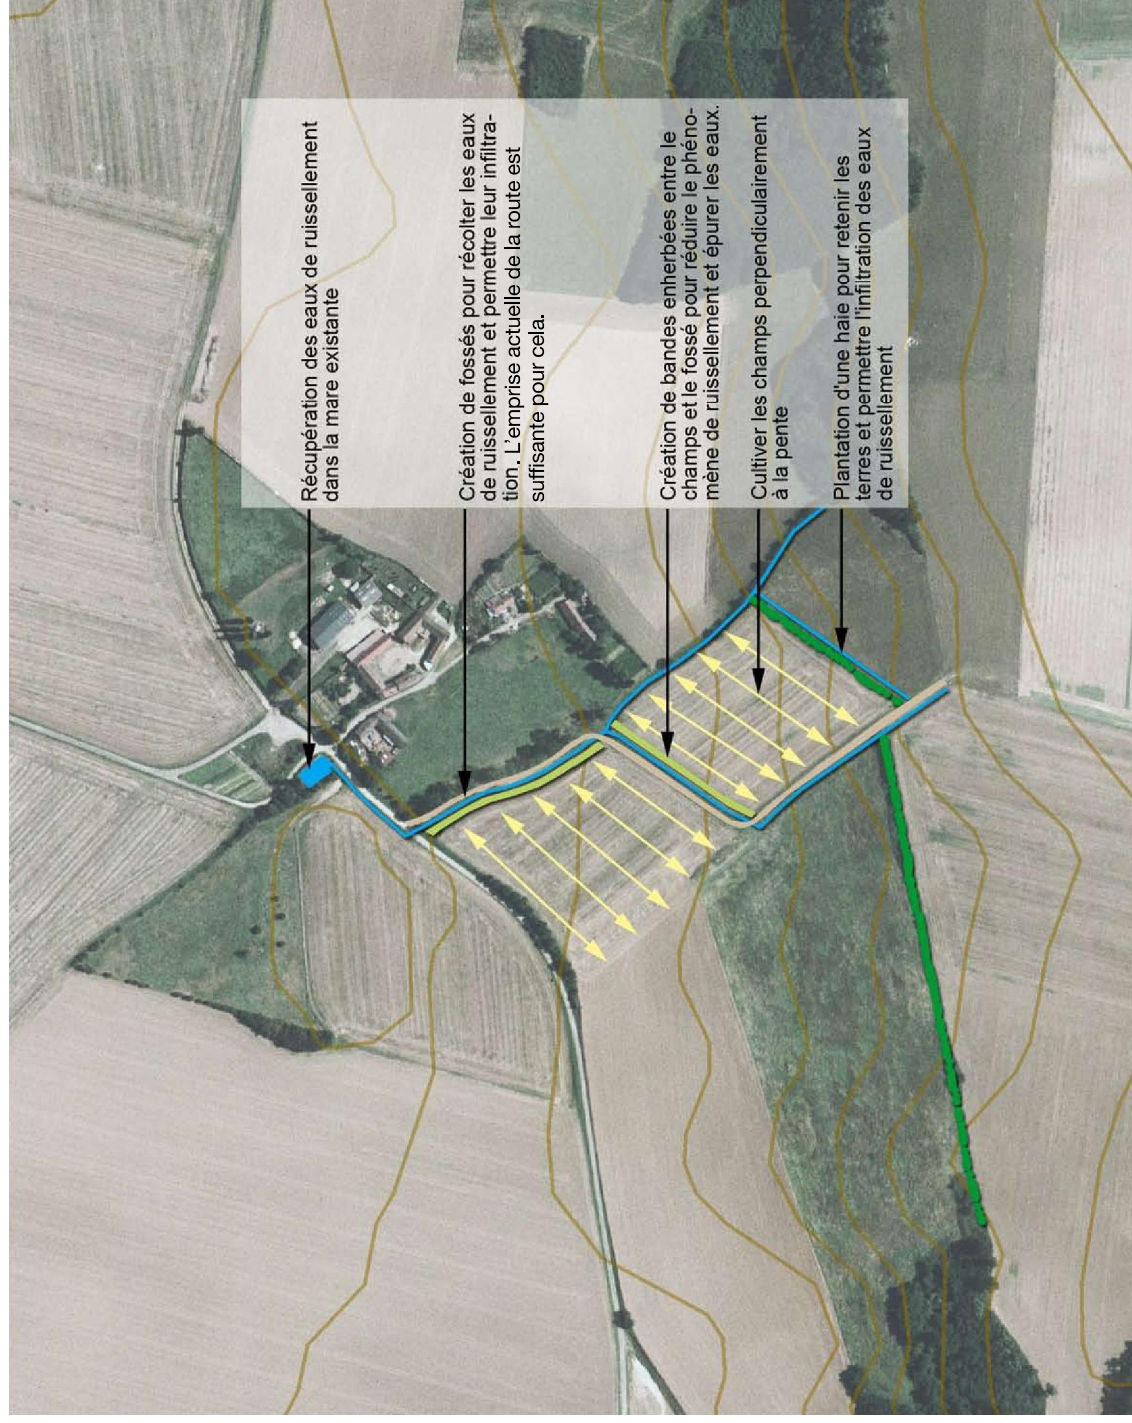 Récupération des eaux de ruissellement
dans la mare existante
Création de fossés pour récolter les eaux
de ruissellement et permettre leur infiltra-
tion. L'emprise actuelle de la route est
suffisante pour cela.
Création de bandes enherbées entre le
champs et le fossé pour réduire le phéno-
mène de ruissellement et épurer les eaux.
Cultiver les champs perpendiculairement
à la pente
Plantation d'une haie pour retenir les
terres et permettre l'infiltration des eaux
de ruissellement